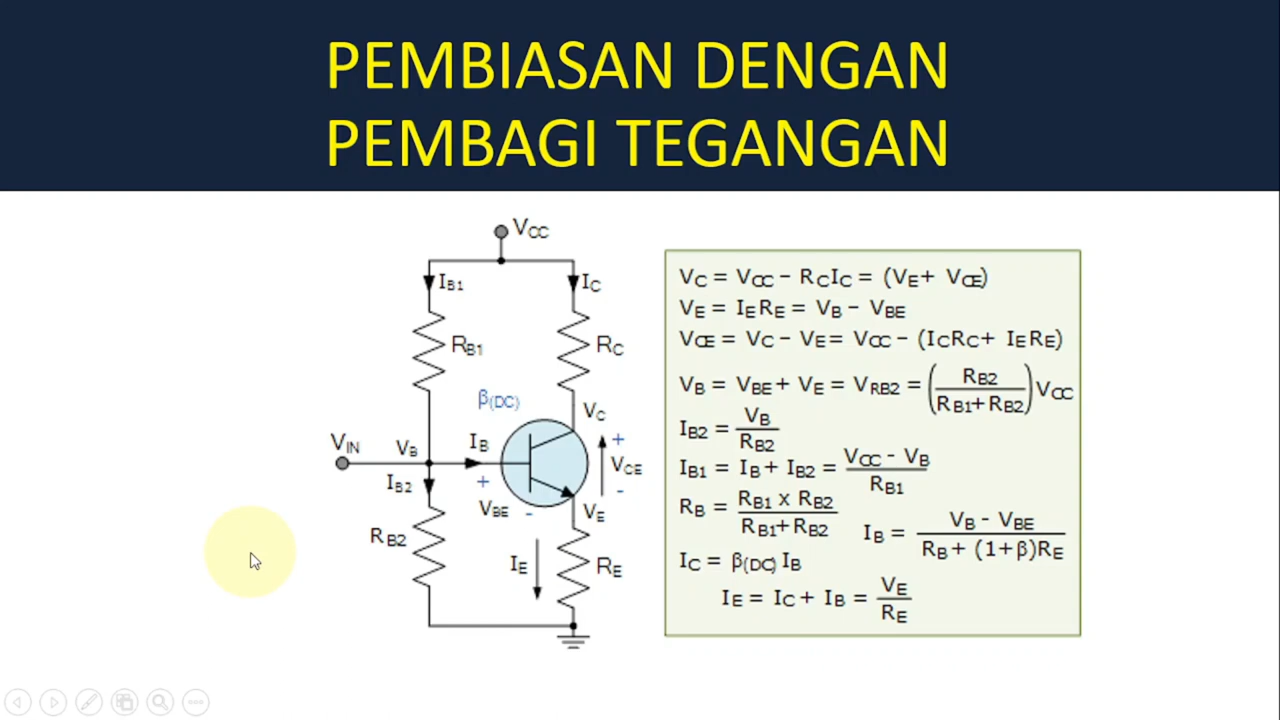 PEMBIASAN DENGAN
PEMBAGI TEGANGAN
VCC
IB1
IC
RB1
RC
β(DC)
VC
VIN
VB
IB
+
VCE
-
IB2
+
VBE
-
VE
RB2
IE
RE
VC = VCC - RCIC = (VE+ VCE)
VE = IERE = VB - VBE
VCE = VC - VE = VCC - (ICRC+ IERE)
VB = VBE+ VE = VRB2 = (RB2 / RB1+RB2) VCC
IB2 = VB / RB2
IB1 = IB+ IB2 = VCC - VB / RB1
RB = RB1 x RB2 / RB1+RB2
IB = VB - VBE / RB+ (1+β)RE
IC = β(DC)IB
IE = IC+ IB = VE / RE